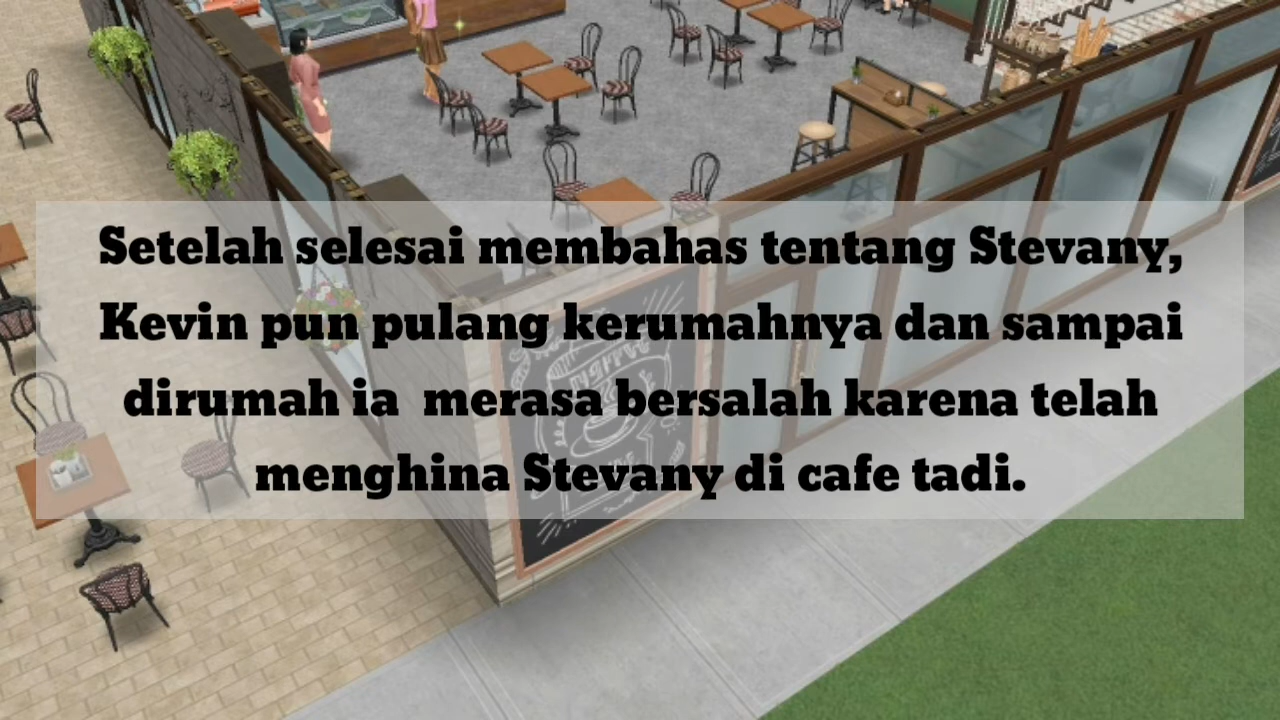 Setelah selesai membahas tentang Stevany,
Kevin pun pulang kerumahnya dan sampai
dirumah ia merasa bersalah karena telah
menghina Stevany di cafe tadi.